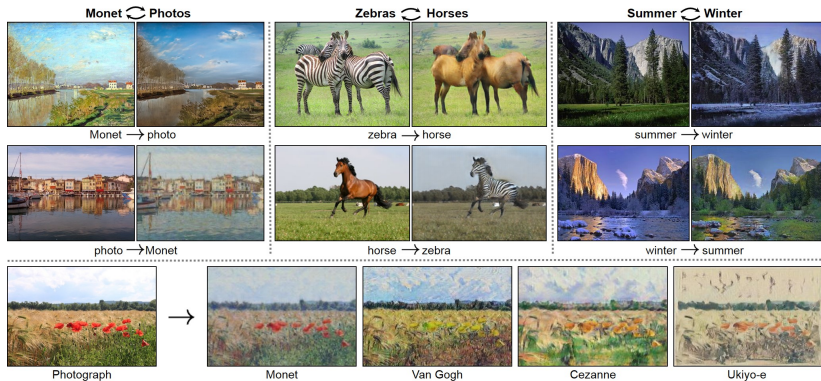 Monet Photos
Zebras Horses
Summer Winter
Monet → photo
zebra → horse
summer → winter
photo → Monet
horse → zebra
winter → summer
Photograph
Monet
Van Gogh
Cezanne
Ukiyo-e